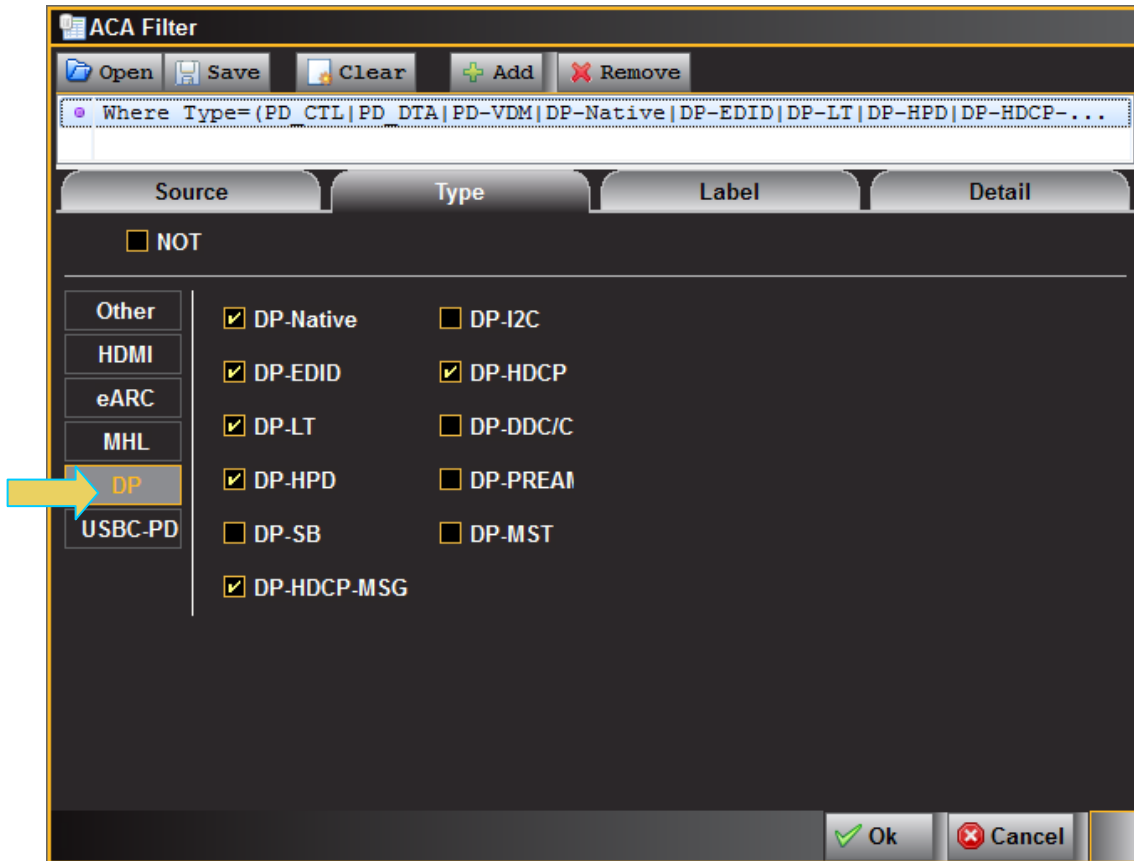 ACA Filter
Open Save Clear Add Remove
Where Type=(PD_CTL|PD_DTA|PD-VDM|DP-Native|DP-EDID|DP-LT|DP-HPD|DP-HDCP-...
Source Type Label Detail
NOT
Other
HDMI
eARC
MHL
DP
USBC-PD
DP-Native DP-I2C
DP-EDID DP-HDCP
DP-LT DP-DDC/C
DP-HPD DP-PREAM
DP-SB DP-MST
DP-HDCP-MSG
Ok Cancel